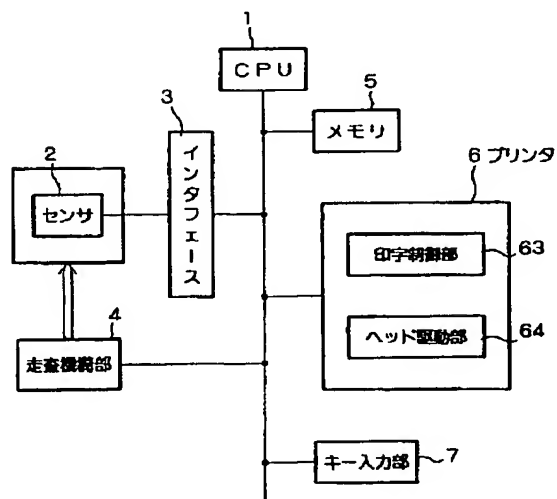 1
CPU
3
インタフェース
5
メモリ
2
センサ
6 プリンタ
印字制御部 63
ヘッド駆動部 64
4
走査機構部
キー入力部 7